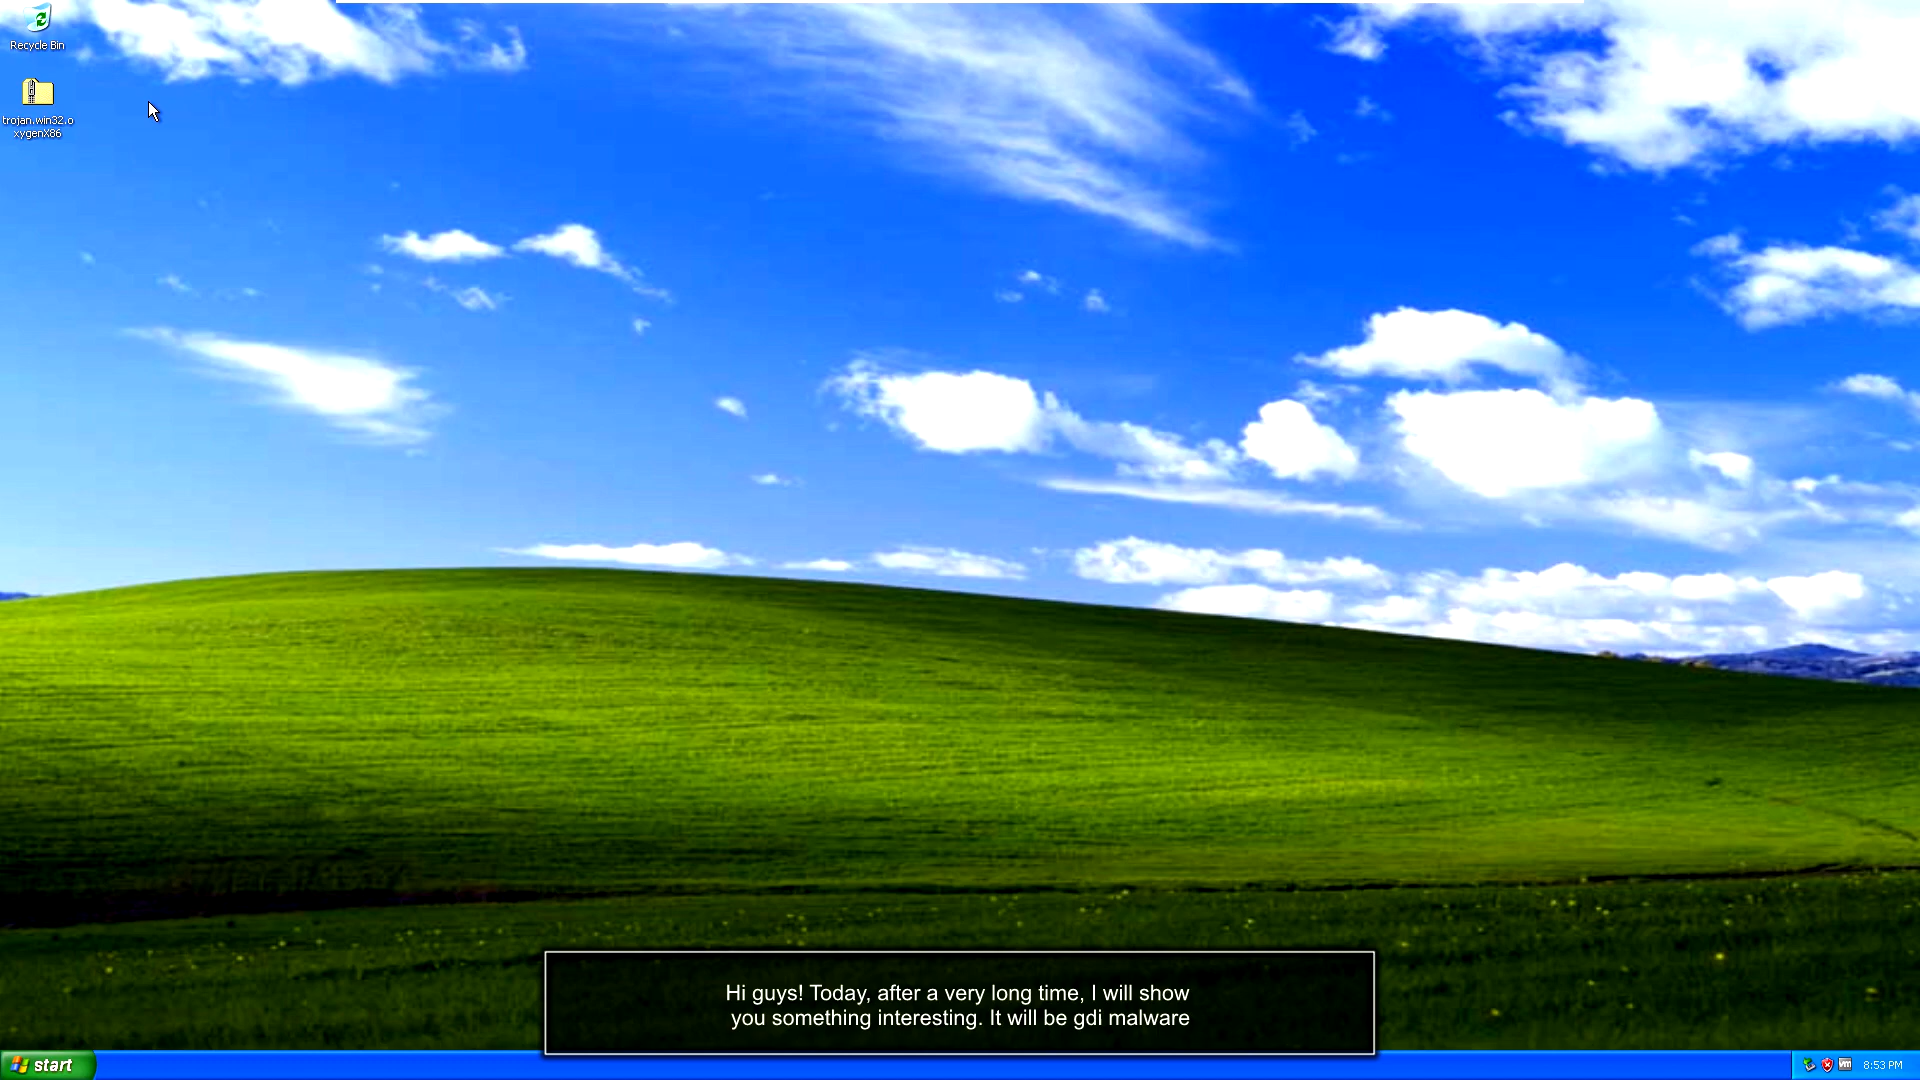 Recycle Bin
trojan.win32.o
xygenX86
Hi guys! Today, after a very long time, I will show
you something interesting. It will be gdi malware
start
vm
8:53 PM